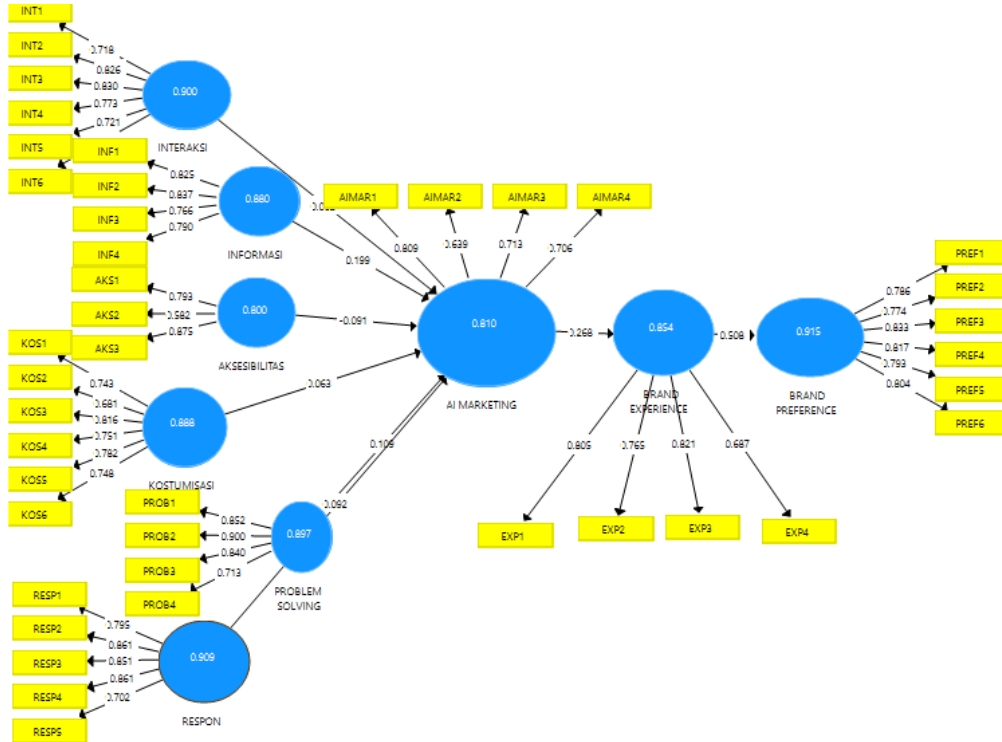 INT1
INT2
INT3
INT4
INT5
INT6
0.718
0.826
0.830
0.773
0.721
0.900
INTERAKSI
INF1
INF2
INF3
INF4
0.825
0.837
0.766
0.790
0.880
INFORMASI
0.199
AKS1
AKS2
AKS3
0.793
0.582
0.875
0.800
AKSESIBILITAS
-0.091
KOS1
KOS2
KOS3
KOS4
KOS5
KOS6
0.743
0.681
0.816
0.751
0.782
0.748
0.888
KOSTUMISASI
0.063
PROB1
PROB2
PROB3
PROB4
0.852
0.900
0.840
0.713
0.897
PROBLEM
SOLVING
0.092
RESP1
RESP2
RESP3
RESP4
RESP5
0.795
0.861
0.851
0.861
0.702
0.909
RESPON
AIMAR1
AIMAR2
AIMAR3
AIMAR4
0.809
0.639
0.713
0.706
0.810
AI MARKETING
0.268
0.854
BRAND
EXPERIENCE
0.805
0.765
0.821
0.687
EXP1
EXP2
EXP3
EXP4
0.508
0.915
BRAND
PREFERENCE
0.786
0.774
0.833
0.817
0.793
0.804
PREF1
PREF2
PREF3
PREF4
PREF5
PREF6